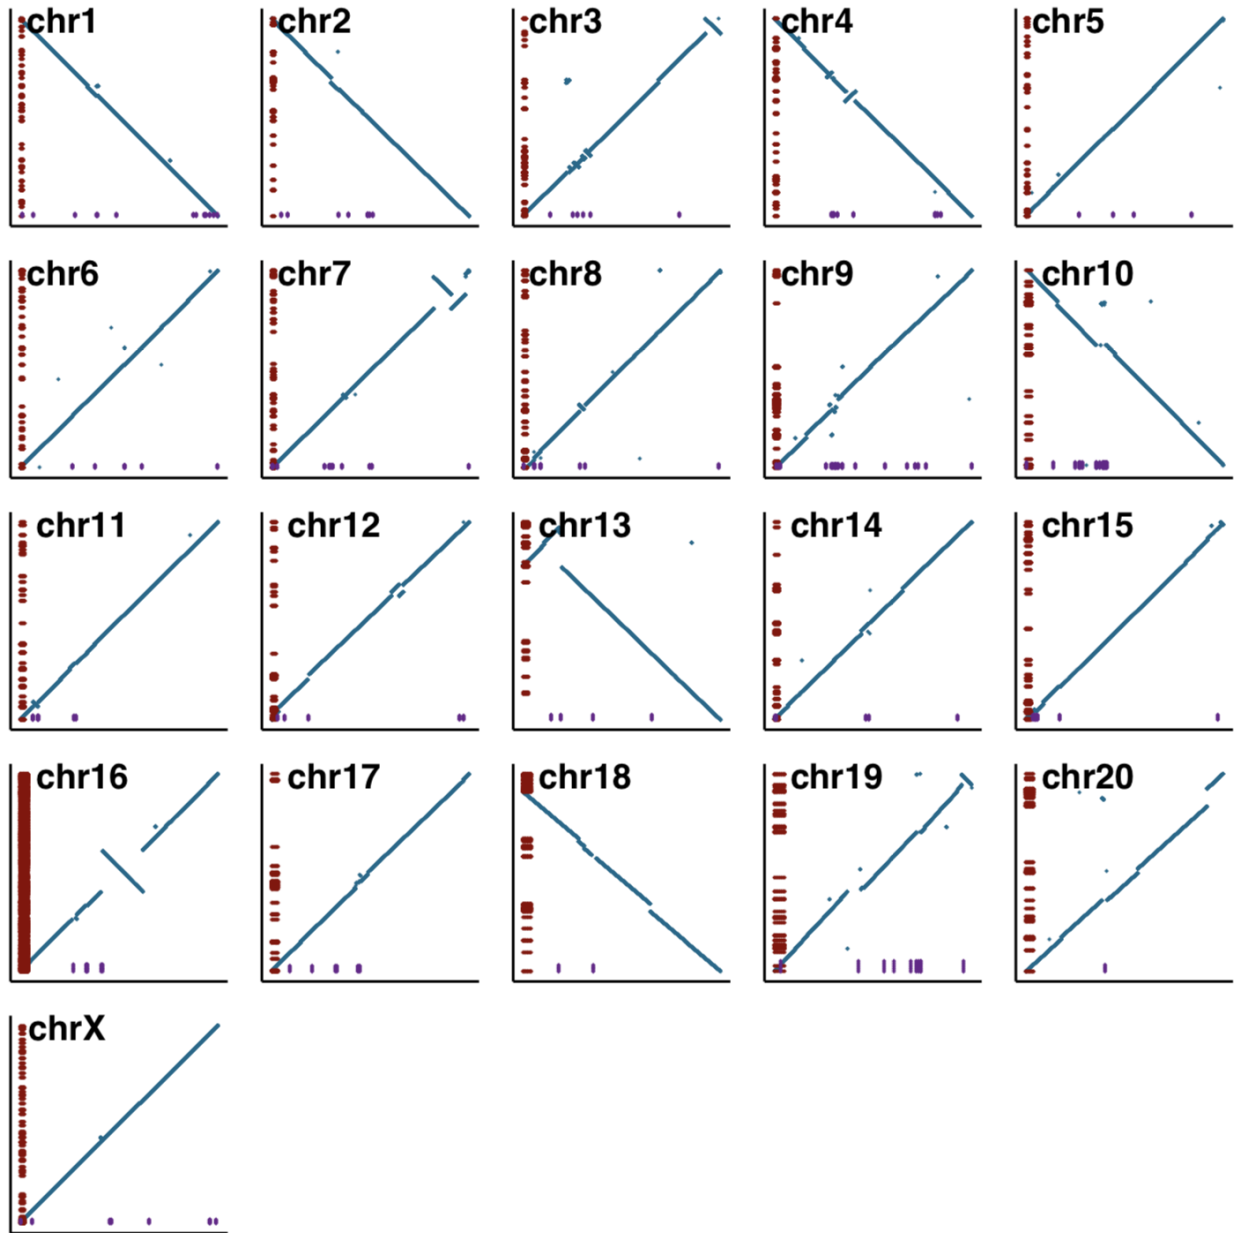 chr1 chr2 chr3 chr4 chr5
chr6 chr7 chr8 chr9 chr10
chr11 chr12 chr13 chr14 chr15
chr16 chr17 chr18 chr19 chr20
chrX